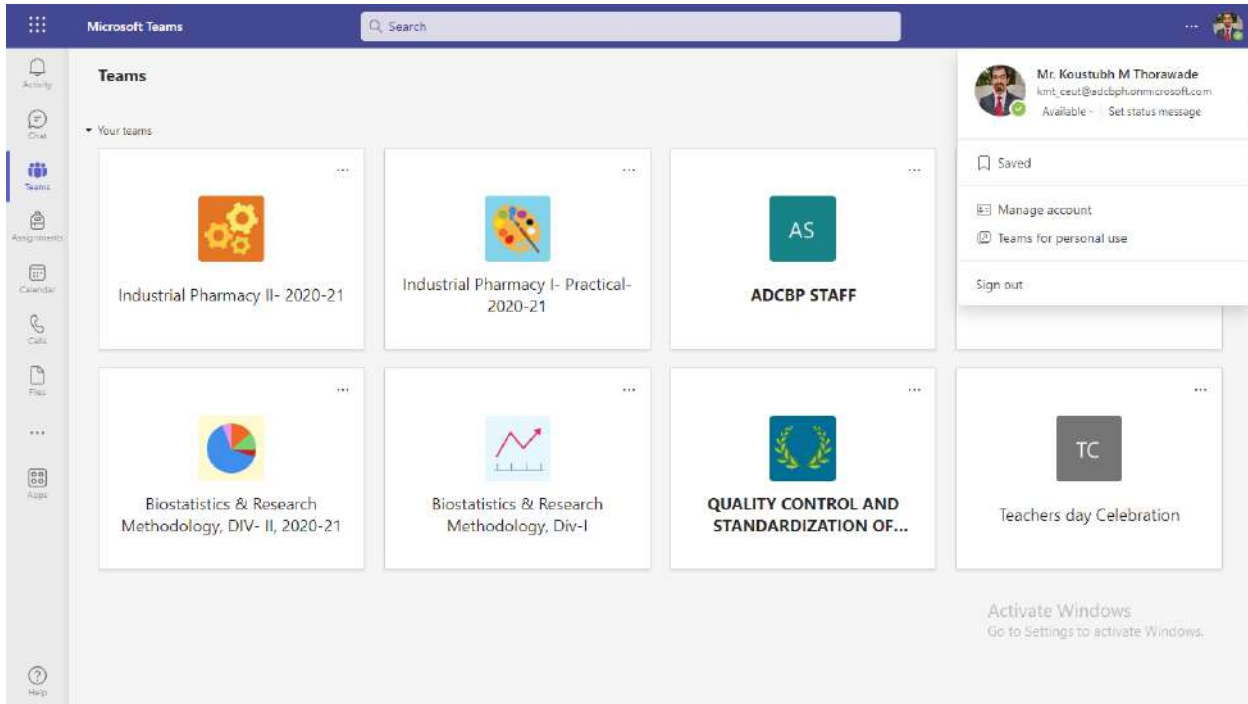 Microsoft Teams
Search
Activity
Chat
Teams
Assignments
Calendar
Calls
Files
Apps
Help
Teams
Your teams
Industrial Pharmacy II- 2020-21
Industrial Pharmacy I- Practical-
2020-21
AS
ADCBP STAFF
Biostatistics & Research
Methodology, DIV- II, 2020-21
Biostatistics & Research
Methodology, Div-I
QUALITY CONTROL AND
STANDARDIZATION OF...
TC
Teachers day Celebration
Mr. Koustubh M Thorawade
kmt_ceut@adcbph.onmicrosoft.com
Available
Set status message
Saved
Manage account
Teams for personal use
Sign out
Activate Windows
Go to Settings to activate Windows.